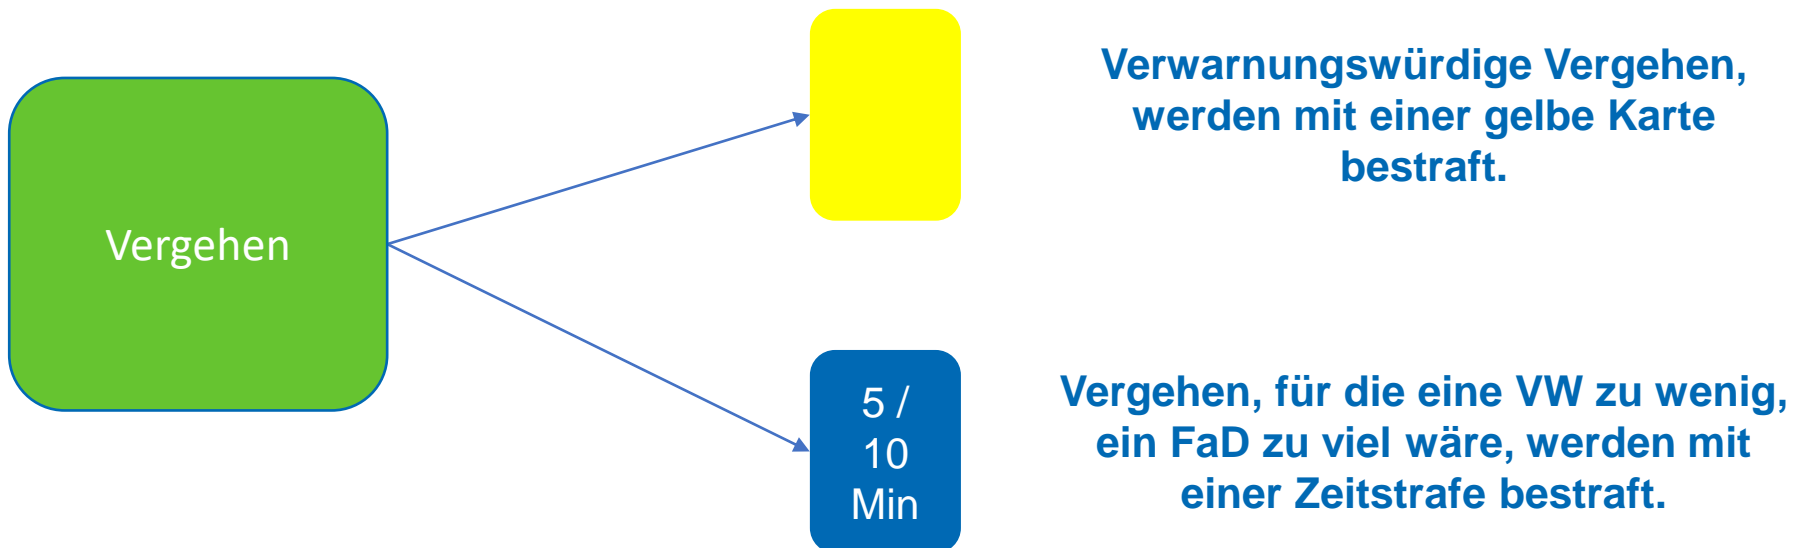 Vergehen
Verwarnungswürdige Vergehen,
werden mit einer gelbe Karte
bestraft.
5 /
10
Min
Vergehen, für die eine VW zu wenig,
ein FaD zu viel wäre, werden mit
einer Zeitstrafe bestraft.